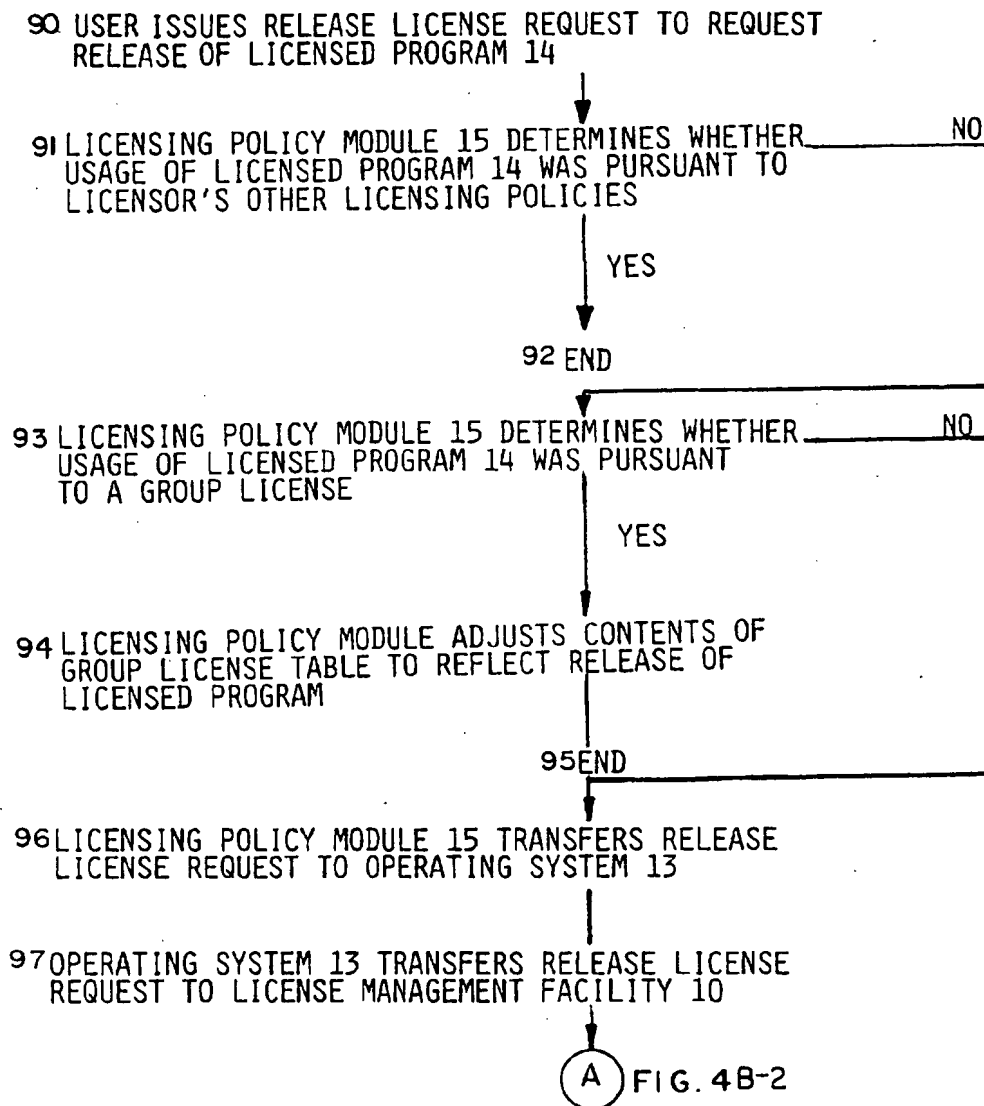 90 USER ISSUES RELEASE LICENSE REQUEST TO REQUEST
RELEASE OF LICENSED PROGRAM 14
91 LICENSING POLICY MODULE 15 DETERMINES WHETHER NO
USAGE OF LICENSED PROGRAM 14 WAS PURSUANT TO
LICENSOR'S OTHER LICENSING POLICIES
YES
92 END
93 LICENSING POLICY MODULE 15 DETERMINES WHETHER NO
USAGE OF LICENSED PROGRAM 14 WAS PURSUANT
TO A GROUP LICENSE
YES
94 LICENSING POLICY MODULE ADJUSTS CONTENTS OF
GROUP LICENSE TABLE TO REFLECT RELEASE OF
LICENSED PROGRAM
95 END
96 LICENSING POLICY MODULE 15 TRANSFERS RELEASE
LICENSE REQUEST TO OPERATING SYSTEM 13
97 OPERATING SYSTEM 13 TRANSFERS RELEASE LICENSE
REQUEST TO LICENSE MANAGEMENT FACILITY 10
A FIG. 4B-2